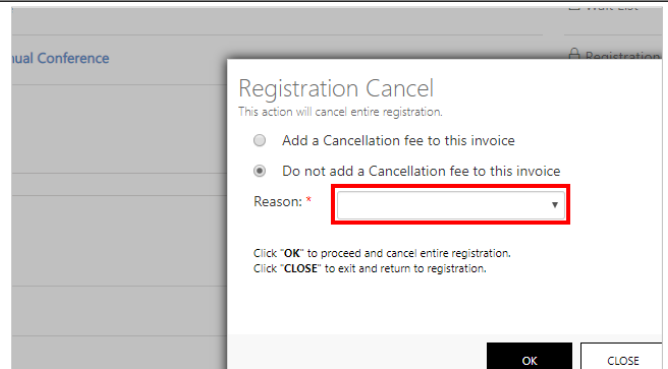 ual Conference
Registration
Registration Cancel
This action will cancel entire registration.
Add a Cancellation fee to this invoice
Do not add a Cancellation fee to this invoice
Reason: *
Click "OK" to proceed and cancel entire registration.
Click "CLOSE" to exit and return to registration.
OK
CLOSE